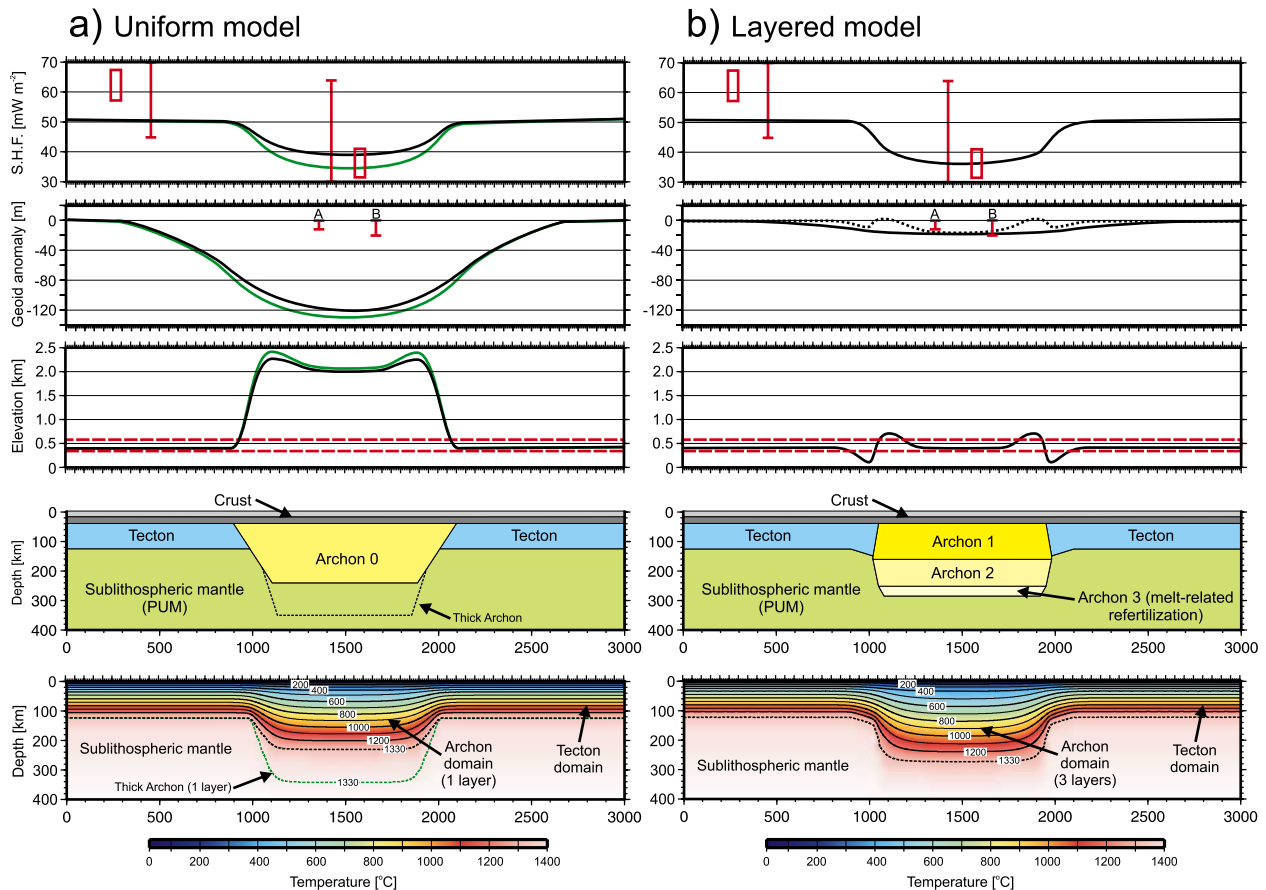 a) Uniform model
70
60
50
40
30
S.H.F. [mW m-2]
0
-40
-80
-120
Geoid anomaly [m]
A B
2.5
2.0
1.5
1.0
0.5
0
Elevation [km]
Crust
0
100
200
300
400
Depth [km]
Tecton
Archon 0
Tecton
Sublithospheric mantle
(PUM)
Thick Archon
0 500 1000 1500 2000 2500 3000
0
100
200
300
400
Depth [km]
200
400
600
800
1000
1200
1330
1330
Sublithospheric mantle
Thick Archon (1 layer)
Archon
domain
(1 layer)
Tecton
domain
0 500 1000 1500 2000 2500 3000
0 200 400 600 800 1000 1200 1400
Temperature [°C]
b) Layered model
70
60
50
40
30
0
-40
-80
-120
A B
2.5
2.0
1.5
1.0
0.5
0
Crust
0
100
200
300
400
Tecton
Archon 1
Tecton
Archon 2
Sublithospheric mantle
(PUM)
Archon 3 (melt-related
refertilization)
0 500 1000 1500 2000 2500 3000
0
100
200
300
400
200
400
600
800
1000
1200
1330
Sublithospheric mantle
Archon
domain
(3 layers)
Tecton
domain
0 500 1000 1500 2000 2500 3000
0 200 400 600 800 1000 1200 1400
Temperature [°C]